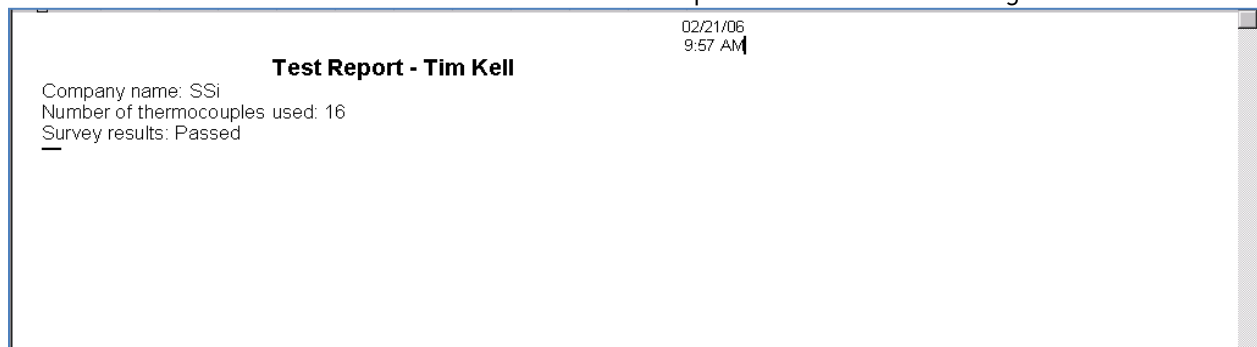 02/21/06
9:57 AM
Test Report - Tim Kell
Company name: SSi
Number of thermocouples used: 16
Survey results: Passed